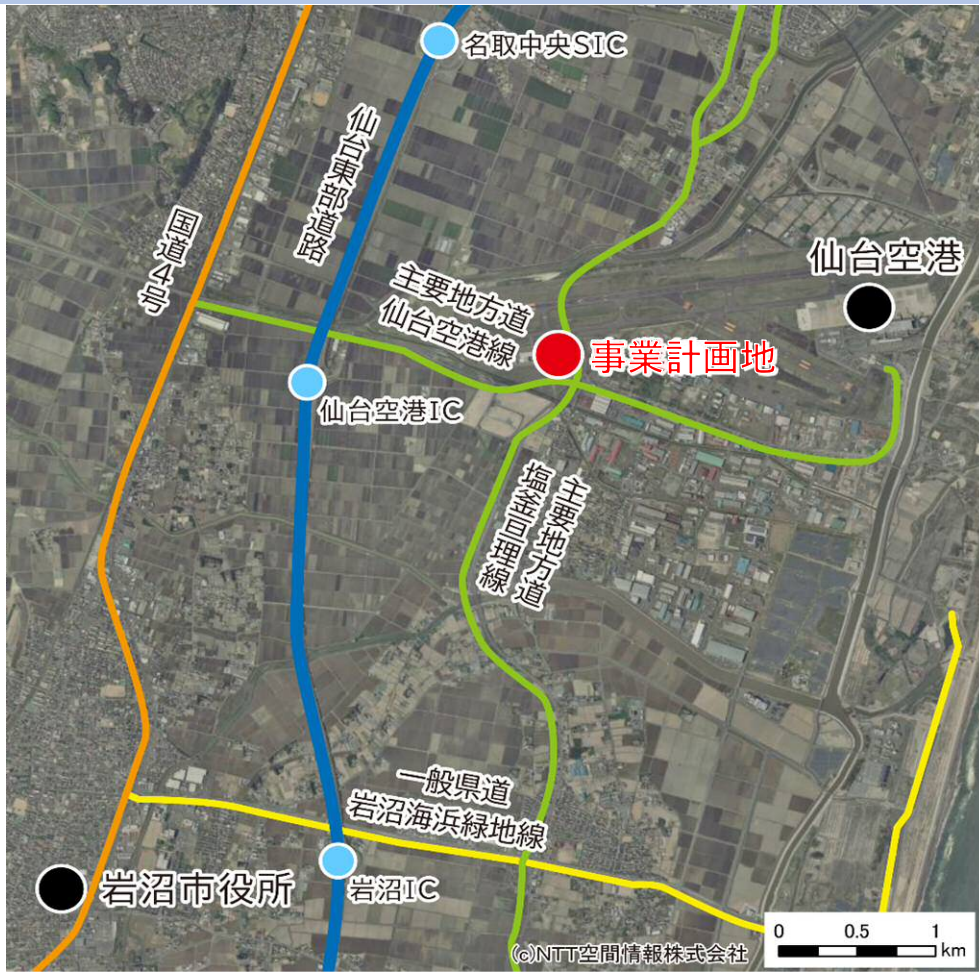 名取中央SIC
仙台東部道路
国道4号
仙台空港
主要地方道
仙台空港線
事業計画地
仙台空港IC
主要地方道
塩釜亘理線
一般県道
岩沼海浜緑地線
岩沼市役所
岩沼IC
(c)NTT空間情報株式会社
0 0.5 1
km